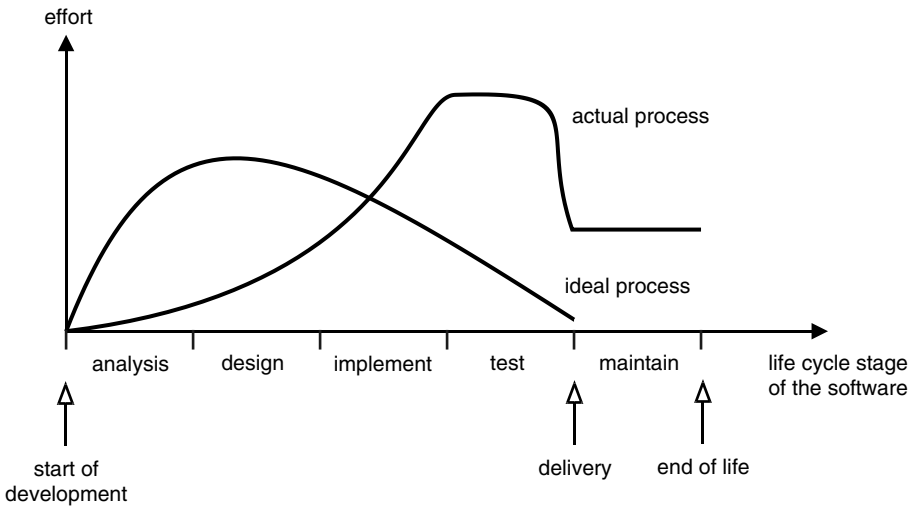 effort
actual process
ideal process
analysis
design
implement
test
maintain
life cycle stage
of the software
start of
development
delivery
end of life